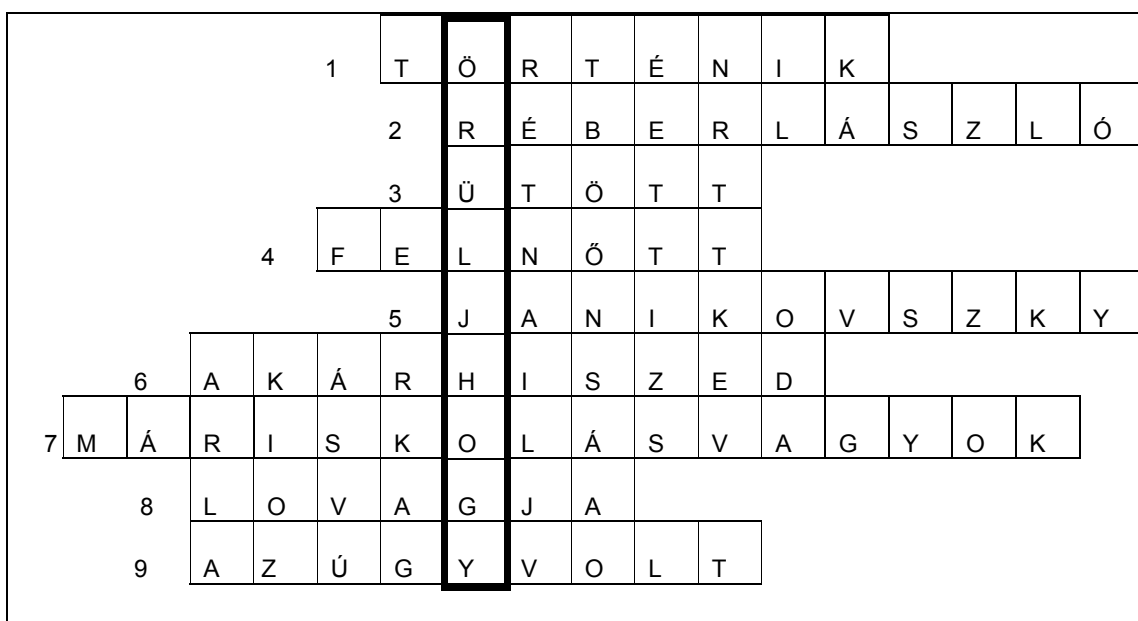 1 T Ö R T É N I K
2 R É B E R L Á S Z L Ó
3 Ü T Ö T T
4 F E L N Ő T T
5 J A N I K O V S Z K Y
6 A K Á R H I S Z E D
7 M Á R I S K O L Á S V A G Y O K
8 L O V A G J A
9 A Z Ú G Y V O L T